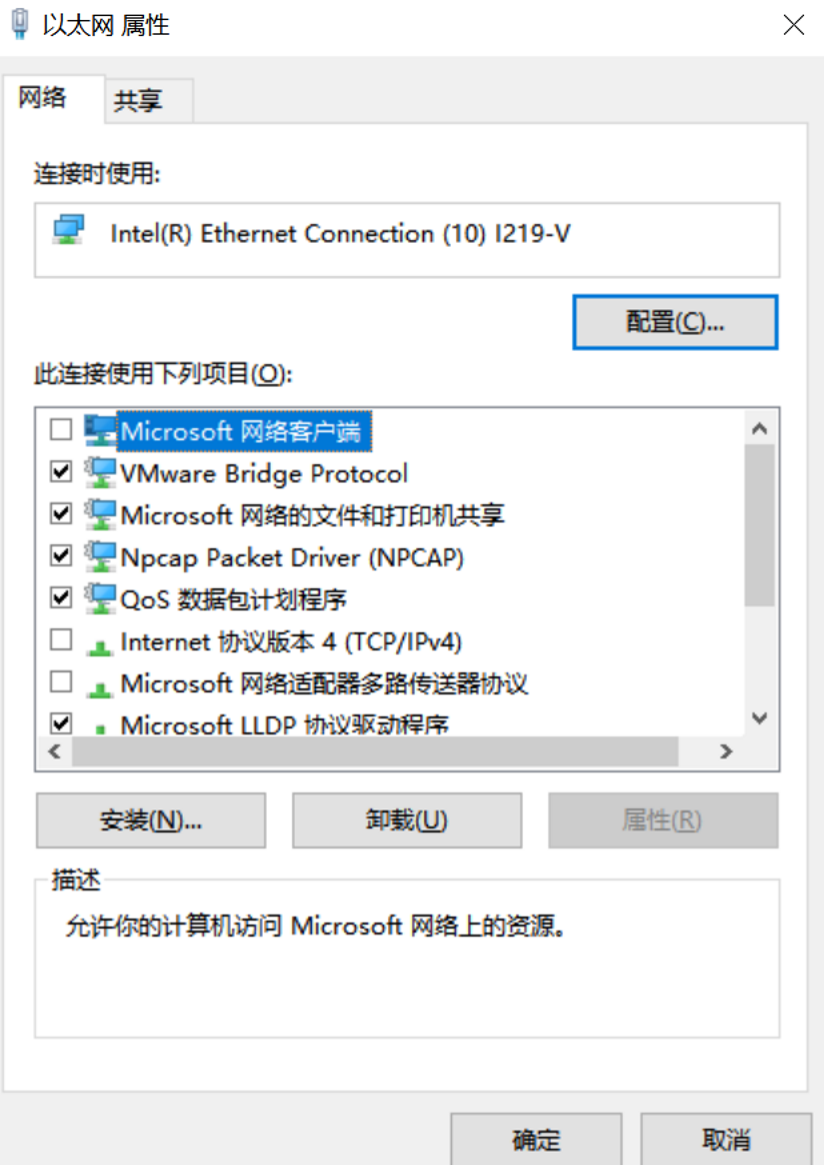 以太网 属性
网络
共享
连接时使用:
Intel(R) Ethernet Connection (10) I219-V
配置(C)...
此连接使用下列项目(O):
Microsoft 网络客户端
VMware Bridge Protocol
Microsoft 网络的文件和打印机共享
Npcap Packet Driver (NPCAP)
QoS 数据包计划程序
Internet 协议版本 4 (TCP/IPv4)
Microsoft 网络适配器多路传送器协议
Microsoft LLDP 协议驱动程序
安装(N)...
卸载(U)
属性(R)
描述
允许你的计算机访问 Microsoft 网络上的资源。
确定
取消